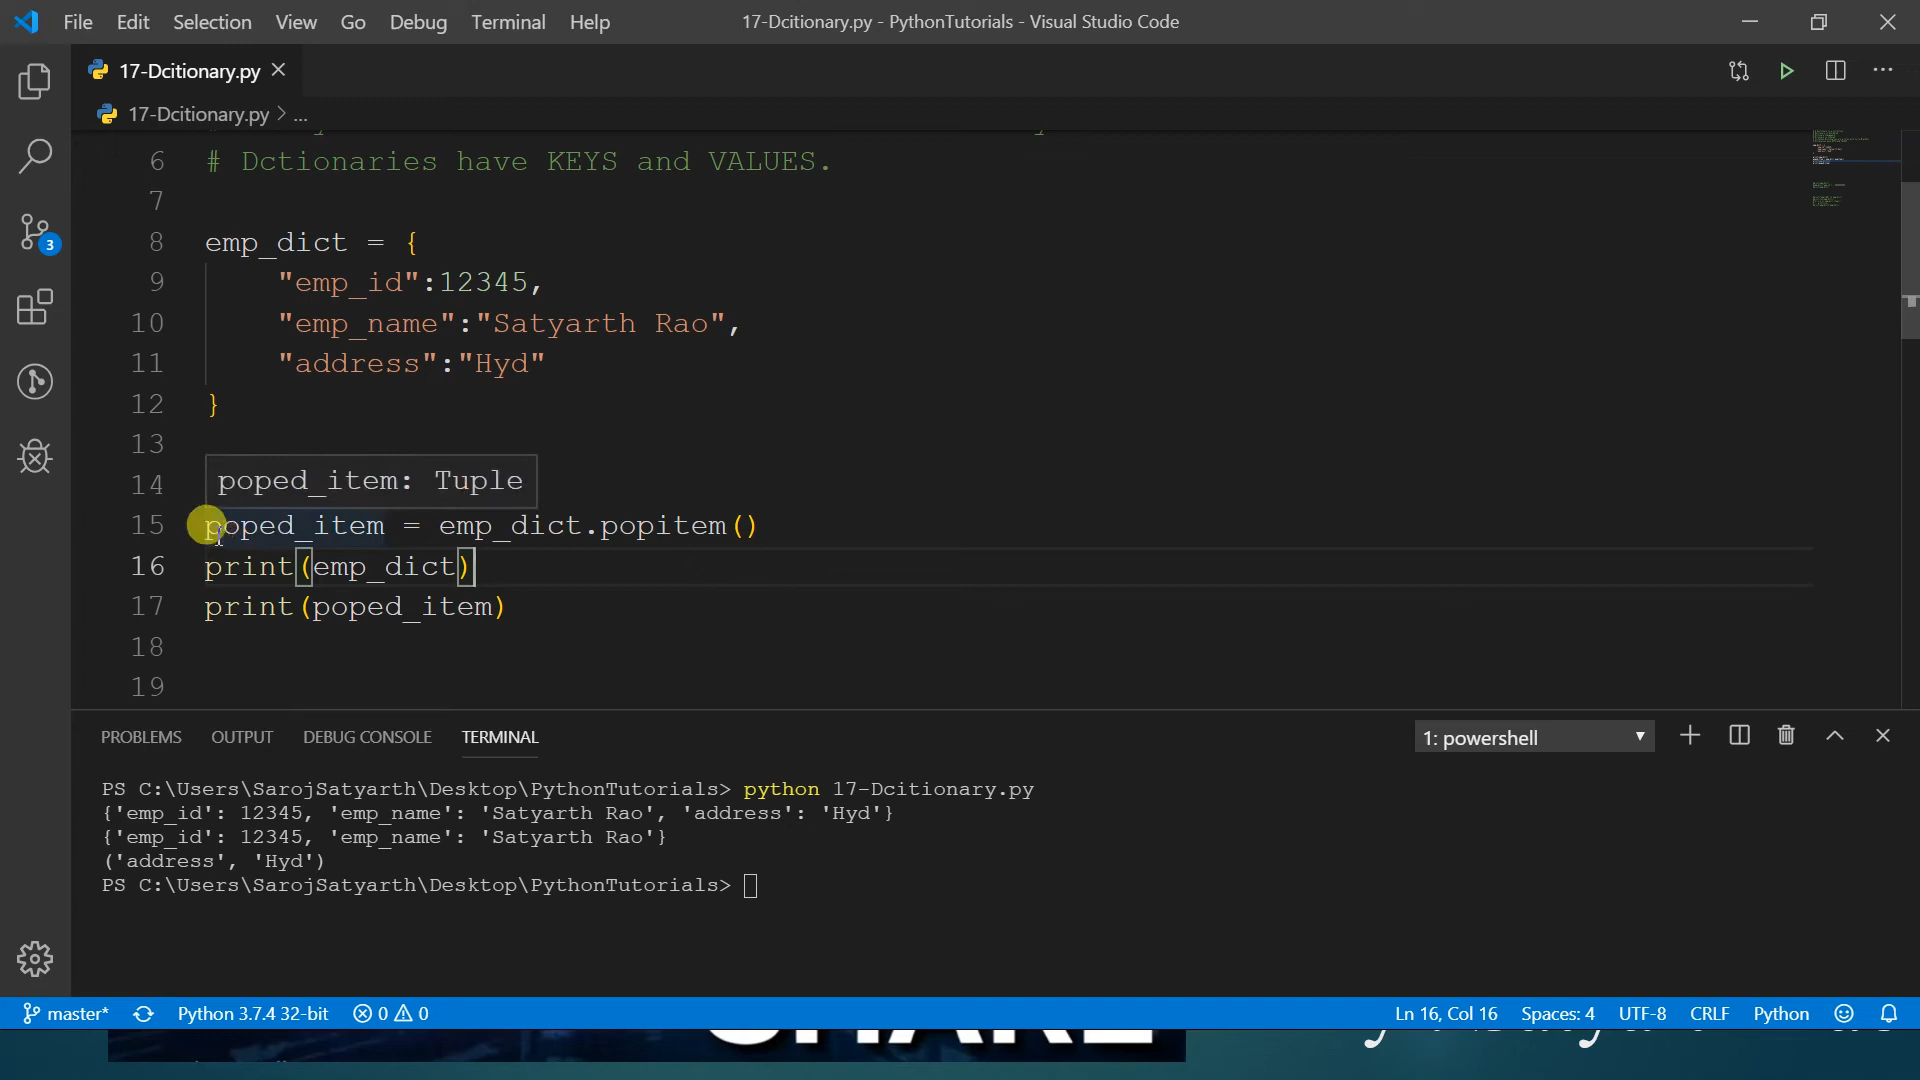 File Edit Selection View Go Debug Terminal Help 17-Dcitionary.py - PythonTutorials - Visual Studio Code
17-Dcitionary.py
17-Dcitionary.py > ...
6 # Dctionaries have KEYS and VALUES.
7
8 emp_dict = {
9 "emp_id":12345,
10 "emp_name":"Satyarth Rao",
11 "address":"Hyd"
12 }
13
14 poped_item: Tuple
15 poped_item = emp_dict.popitem()
16 print(emp_dict)
17 print(poped_item)
18
19
3
PROBLEMS OUTPUT DEBUG CONSOLE TERMINAL 1: powershell
PS C:\Users\SarojSatyarth\Desktop\PythonTutorials> python 17-Dcitionary.py
{'emp_id': 12345, 'emp_name': 'Satyarth Rao', 'address': 'Hyd'}
{'emp_id': 12345, 'emp_name': 'Satyarth Rao'}
('address', 'Hyd')
PS C:\Users\SarojSatyarth\Desktop\PythonTutorials>
master* Python 3.7.4 32-bit 0 0 Ln 16, Col 16 Spaces: 4 UTF-8 CRLF Python